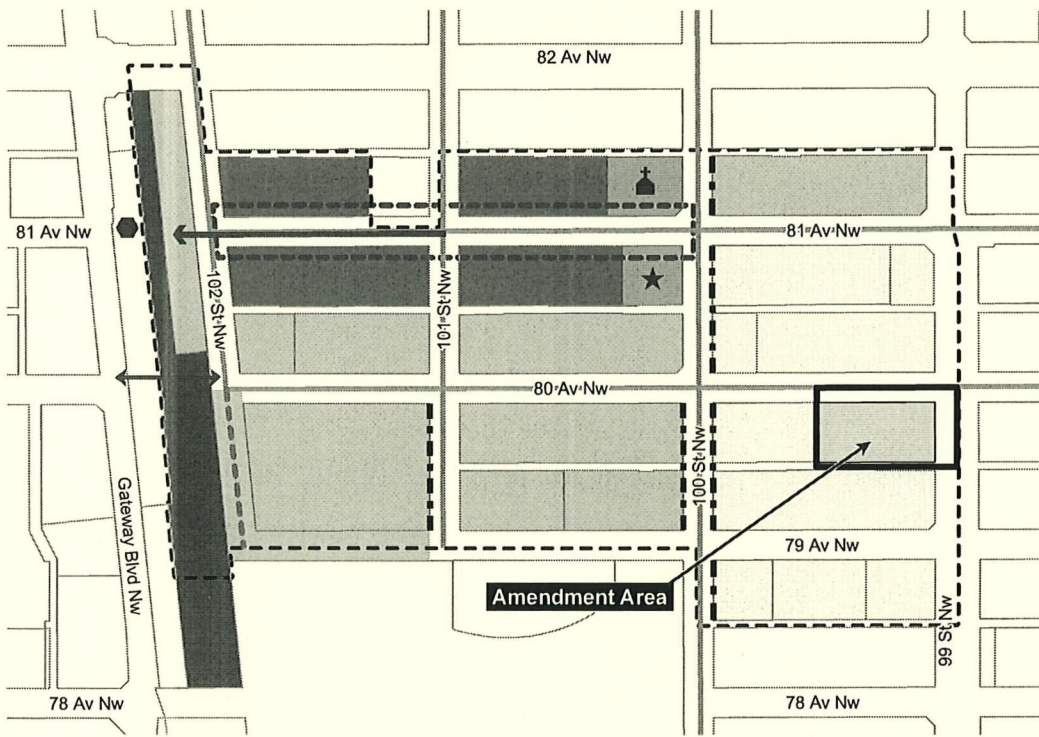 82 Av Nw
81 Av Nw
81 Av Nw
102 St Nw
101 St Nw
80 Av Nw
100 St Nw
Gateway Blvd Nw
79 Av Nw
Amendment Area
99 St Nw
78 Av Nw
78 Av Nw